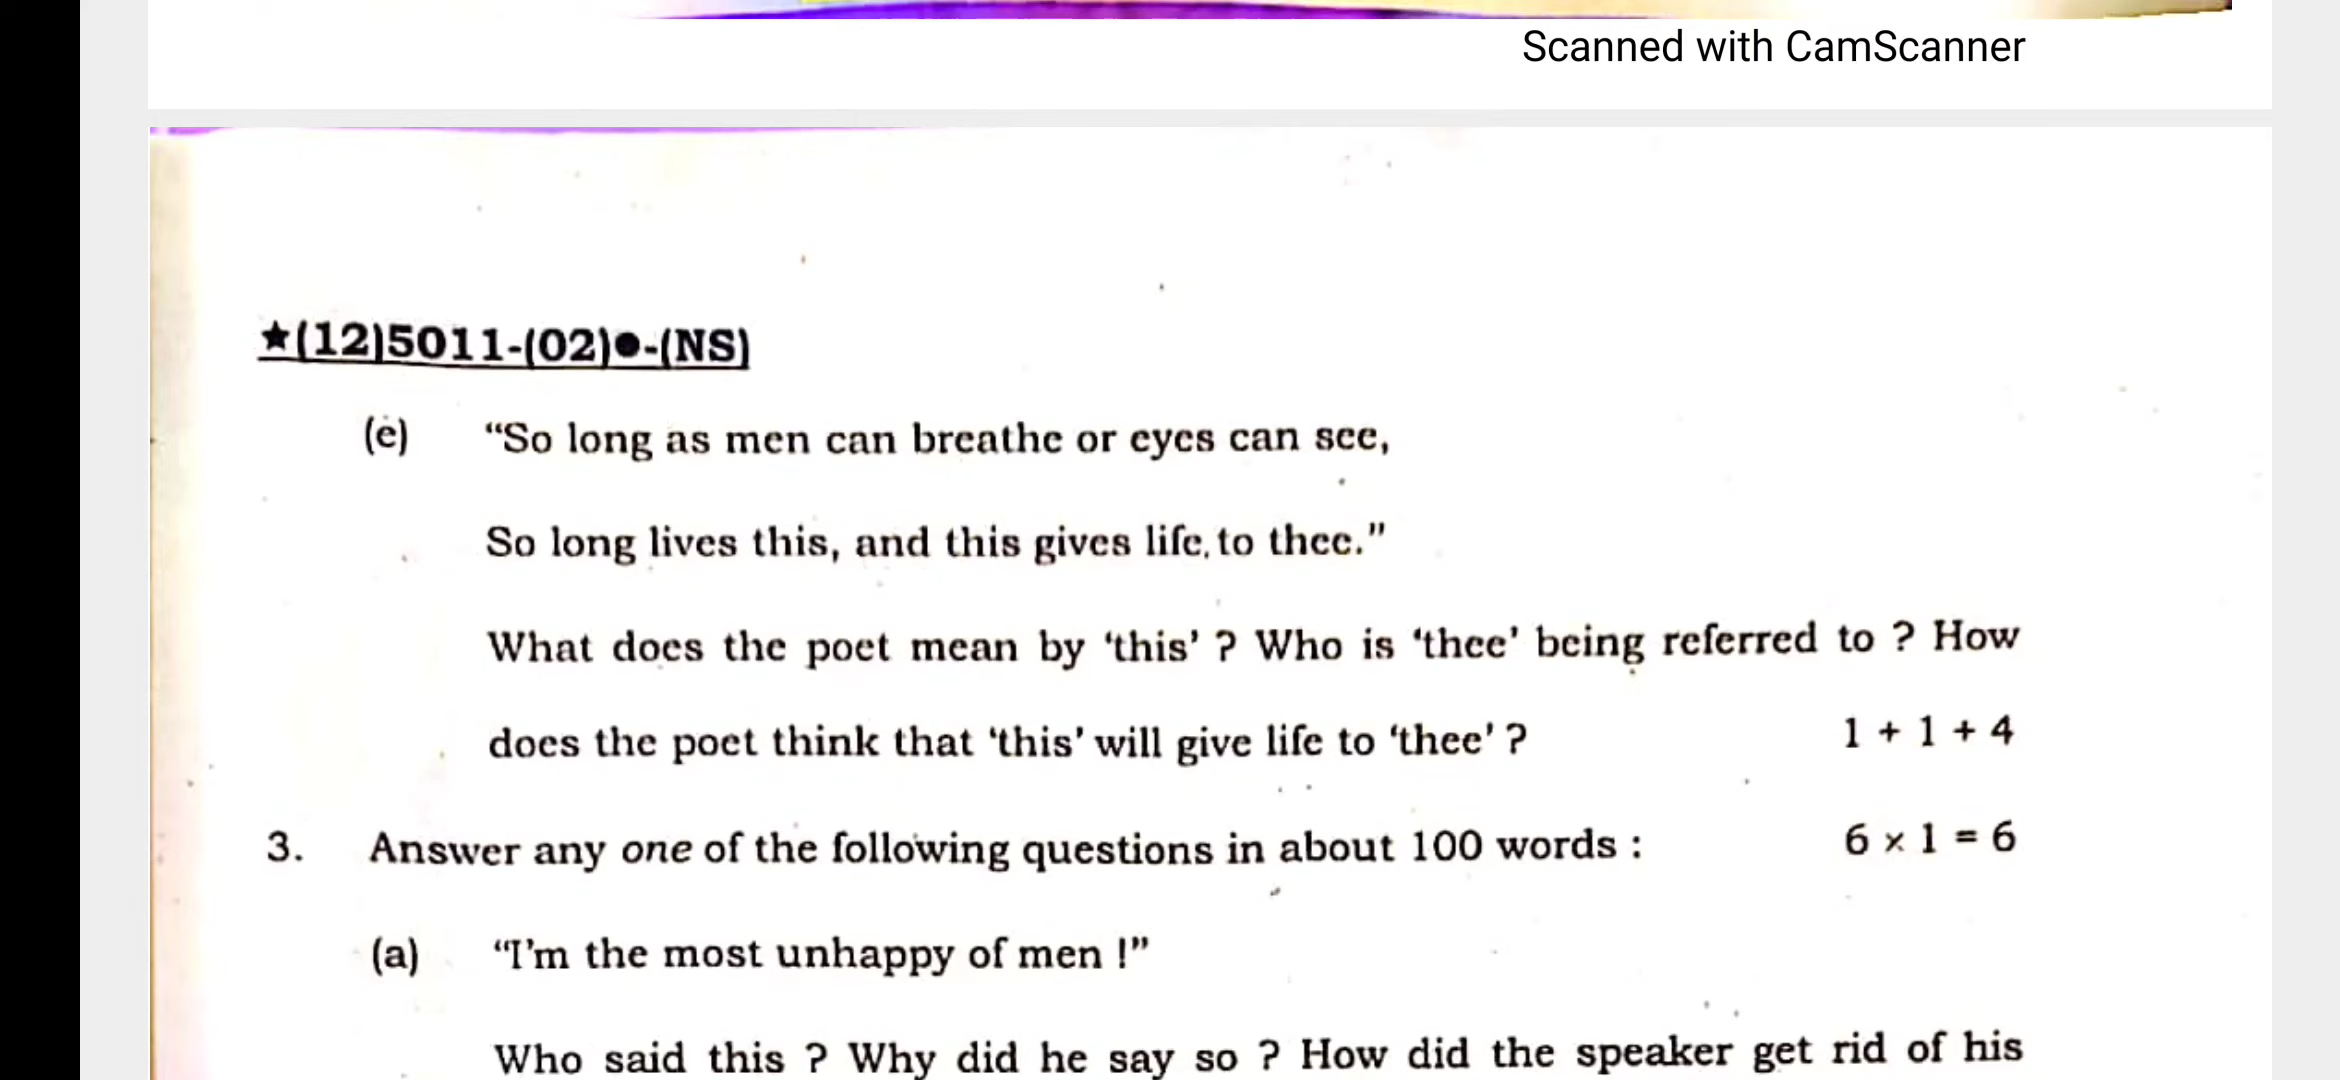 Scanned with CamScanner
★(12)5011-(02)●-(NS)
(e) “So long as men can breathe or eyes can see,
So long lives this, and this gives life, to thee.”
What does the poet mean by ‘this’ ? Who is ‘thee’ being referred to ? How
does the poet think that ‘this’ will give life to ‘thee’ ? 1 + 1 + 4
3. Answer any one of the following questions in about 100 words : 6 × 1 = 6
(a) “I’m the most unhappy of men !”
Who said this ? Why did he say so ? How did the speaker get rid of his